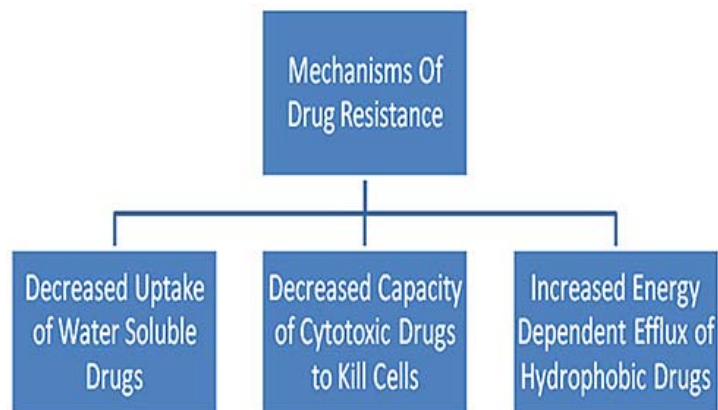 Mechanisms Of
Drug Resistance
Decreased Uptake
of Water Soluble
Drugs
Decreased Capacity
of Cytotoxic Drugs
to Kill Cells
Increased Energy
Dependent Efflux of
Hydrophobic Drugs